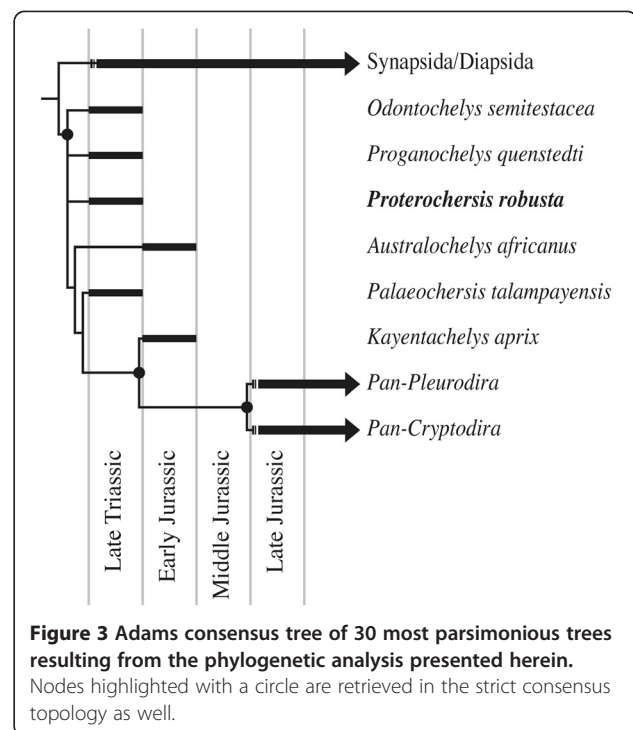 Synapsida/Diapsida
Odontochelys semitestacea
Proganochelys quenstedti
Proterochersis robusta
Australochelys africanus
Palaeochersis talampayensis
Kayentachelys aprix
Pan-Pleurodira
Pan-Cryptodira
Late Triassic
Early Jurassic
Middle Jurassic
Late Jurassic
Figure 3 Adams consensus tree of 30 most parsimonious trees
resulting from the phylogenetic analysis presented herein.
Nodes highlighted with a circle are retrieved in the strict consensus
topology as well.